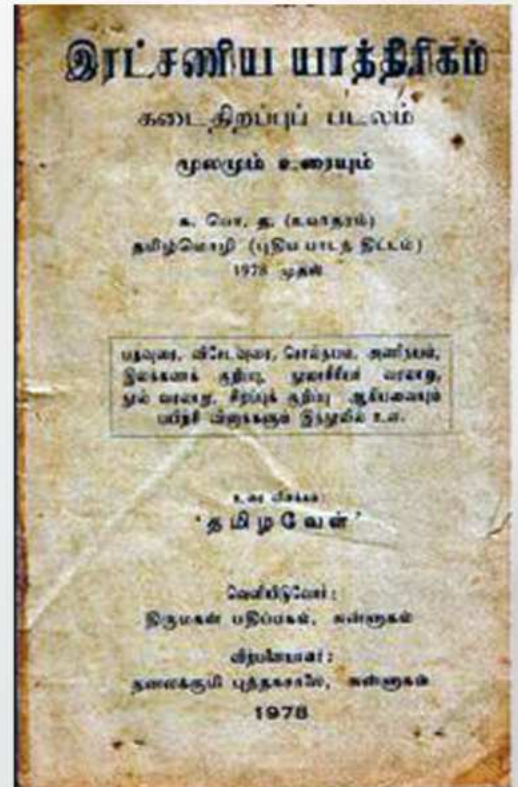 இரட்சணிய யாத்திரிகம்
கடைதிறப்புப் படலம்
மூலமும் உரையும்
க. பொ. த. (உயர்தரம்)
தமிழ்மொழி (புதிய பாடத் திட்டம்)
1978 முதல்
பதவுரை, விசேடவுரை, சொல்நயம், அணிநயம்,
இலக்கணக் குறிப்பு, மூலாசிரியர் வரலாறு,
நூல் வரலாறு, சிறப்புக் குறிப்பு ஆகியவையும்
பயிற்சி வினாக்களும் இந்நூலில் உள.
உரை விளக்கம்:
'தமிழவேள்'
வெளியிடுவோர்:
திருமகள் பதிப்பகம், சுன்னாகம்
விற்பனையாளர்:
தனலக்குமி புத்தகசாலை, சுன்னாகம்
1978